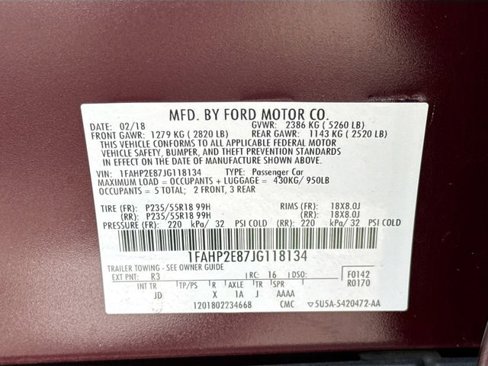 MFD. BY FORD MOTOR CO.
DATE: 02/18 GVWR: 2386 KG ( 5260 LB)
FRONT GAWR: 1279 KG ( 2820 LB) REAR GAWR: 1143 KG ( 2520 LB)
THIS VEHICLE CONFORMS TO ALL APPLICABLE FEDERAL MOTOR
VEHICLE SAFETY, BUMPER, AND THEFT PREVENTION STANDARDS
IN EFFECT ON THE DATE OF MANUFACTURE SHOWN ABOVE.
VIN: 1FAHP2E87JG118134 TYPE: Passenger Car
MAXIMUM LOAD = OCCUPANTS + LUGGAGE = 430KG/ 950LB
OCCUPANTS = 5 TOTAL; 2 FRONT, 3 REAR
TIRE (FR): P235/55R18 99H RIMS (FR): 18X8.0J
(RR): P235/55R18 99H (RR): 18X8.0J
PRESSURE (FR): 220 kPa/ 32 PSI COLD (RR): 220 kPa/ 32 PSI COLD
1FAHP2E87JG118134
TRAILER TOWING - SEE OWNER GUIDE
EXT PNT: R3 RC: 16 DSO: F0142
R0170
INT TR TP/PS R AXLE TR SPR
JD X 1A J AAAA
1201802234668 CMC 5U5A-5420472-AA